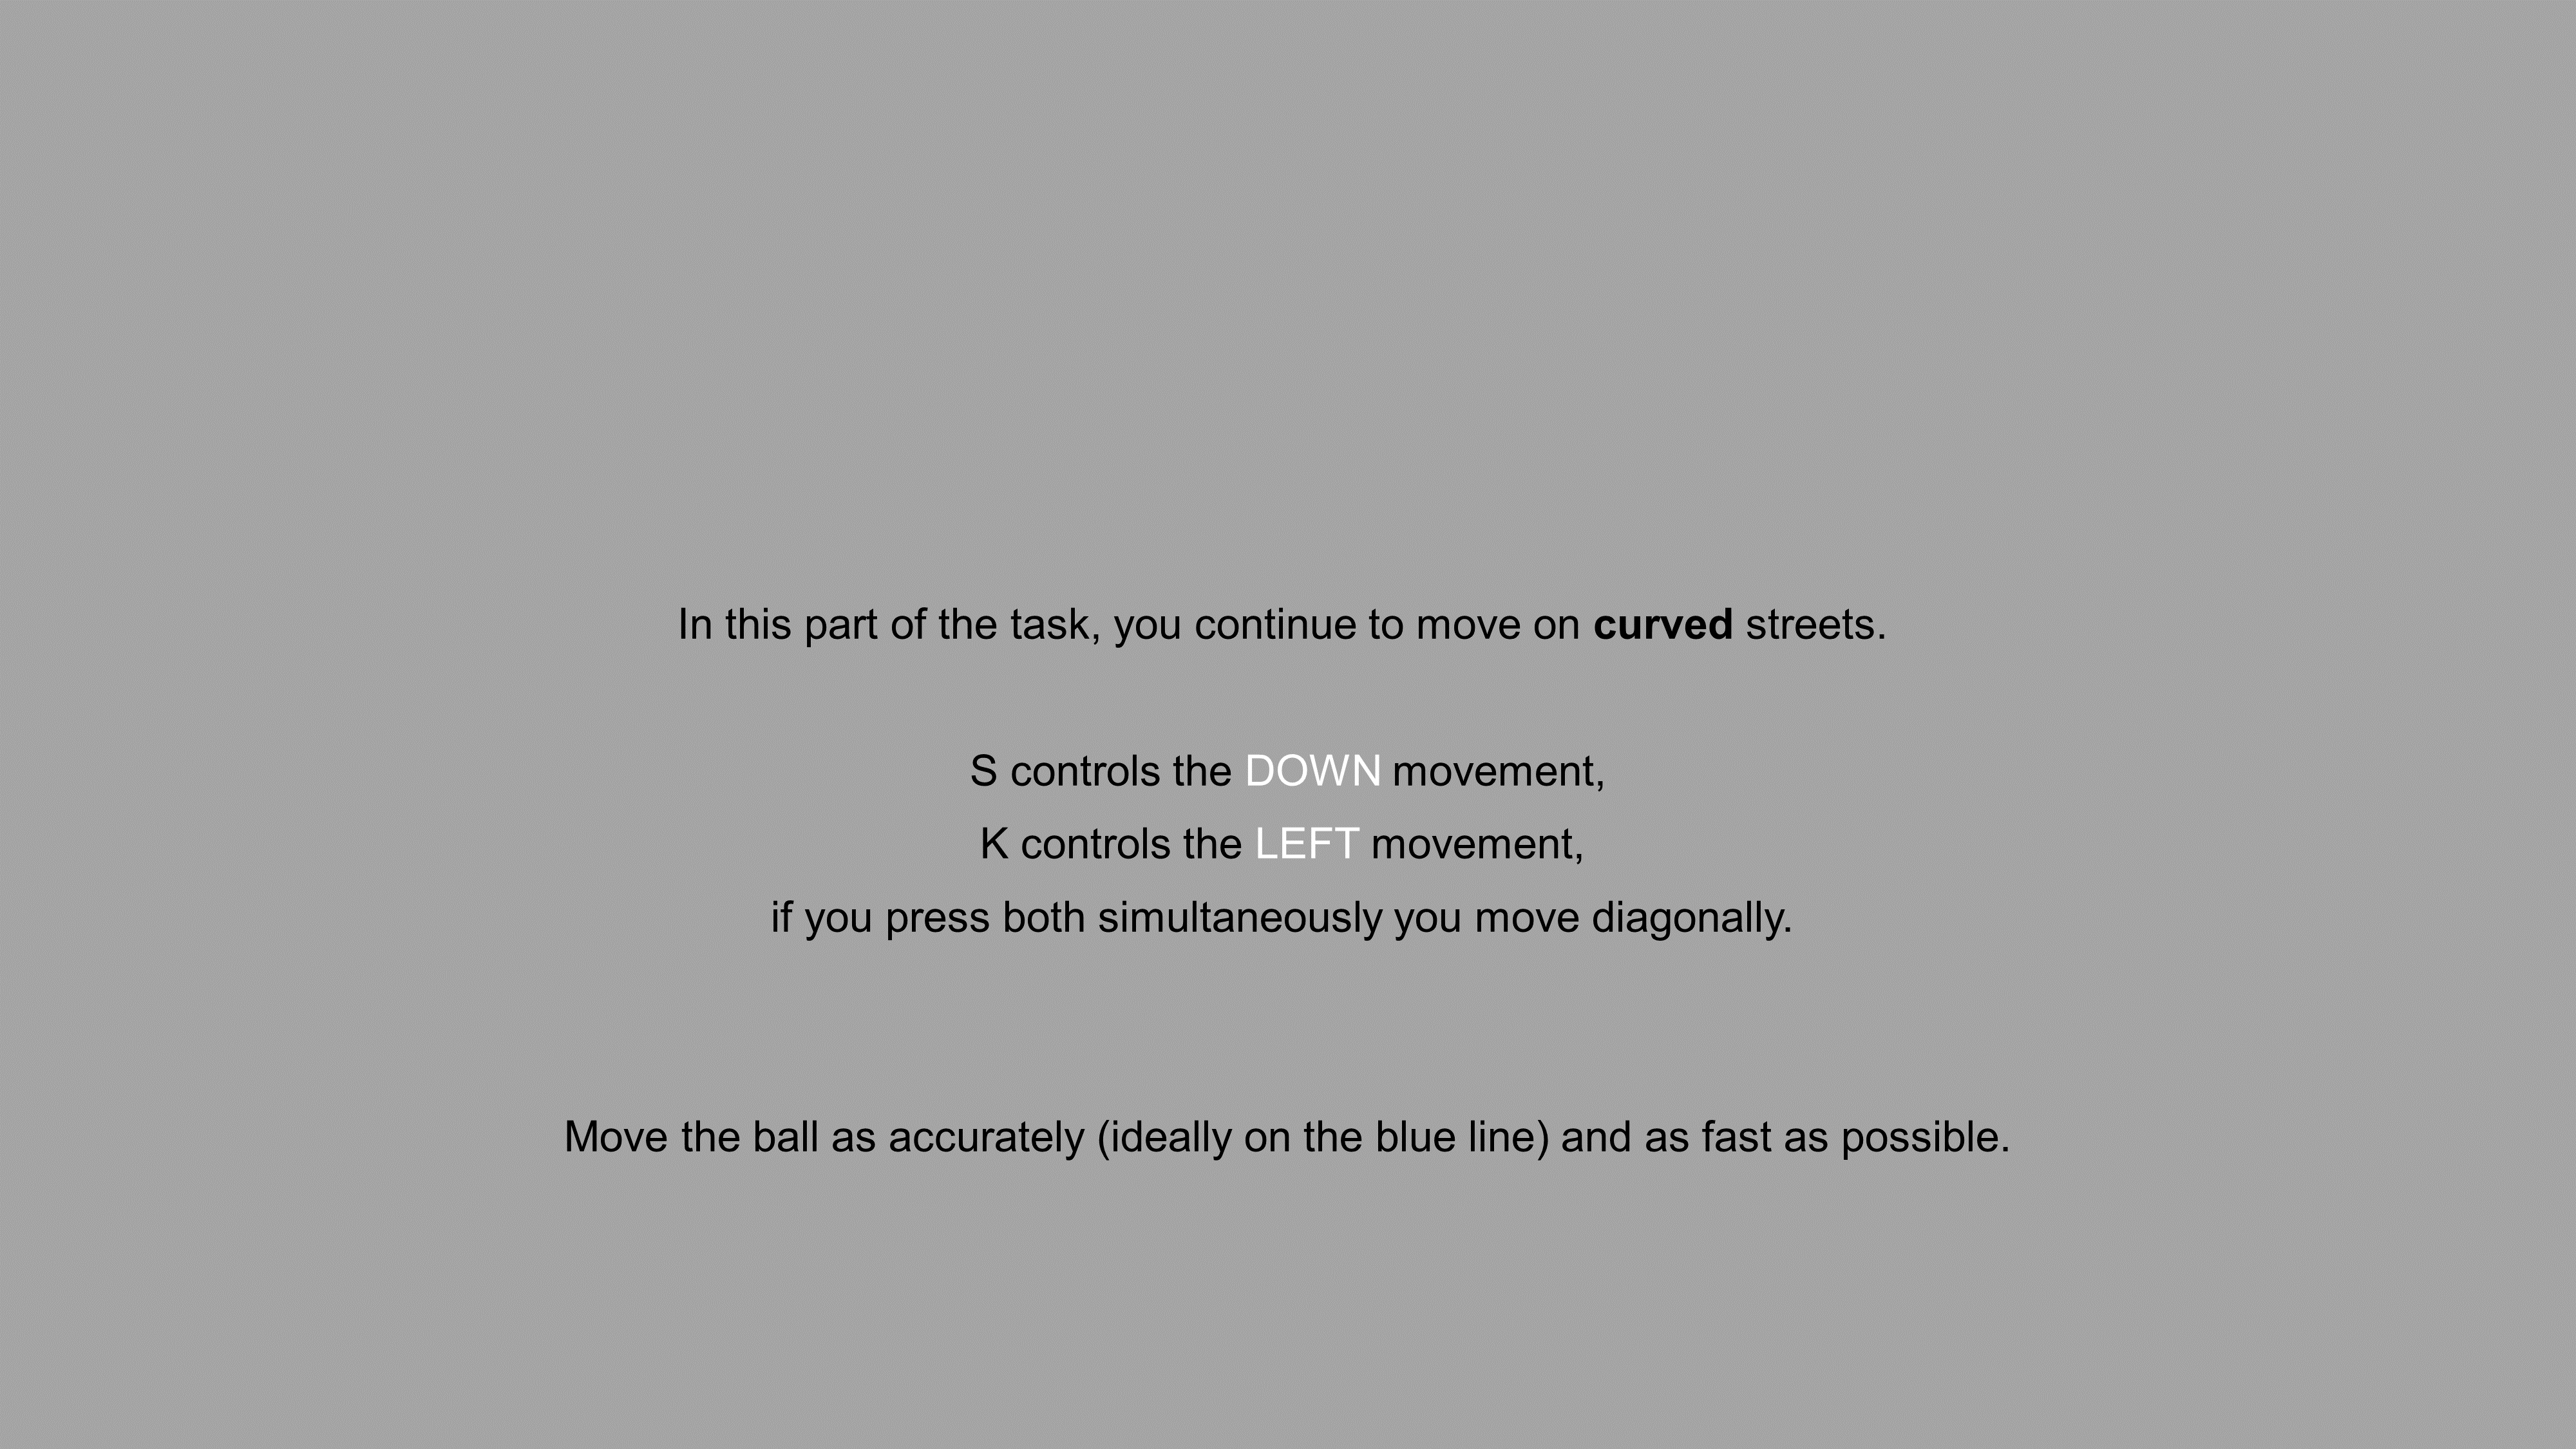 In this part of the task, you continue to move on curved streets.
S controls the DOWN movement,
K controls the LEFT movement,
if you press both simultaneously you move diagonally.
Move the ball as accurately (ideally on the blue line) and as fast as possible.